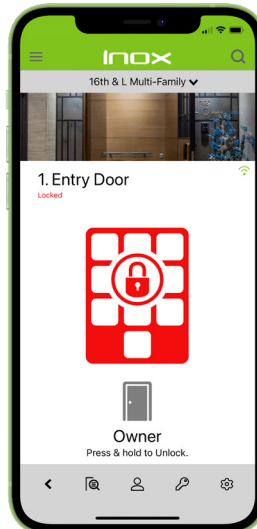 INOX
16th & L Multi-Family
1. Entry Door
Locked
Owner
Press & hold to Unlock.